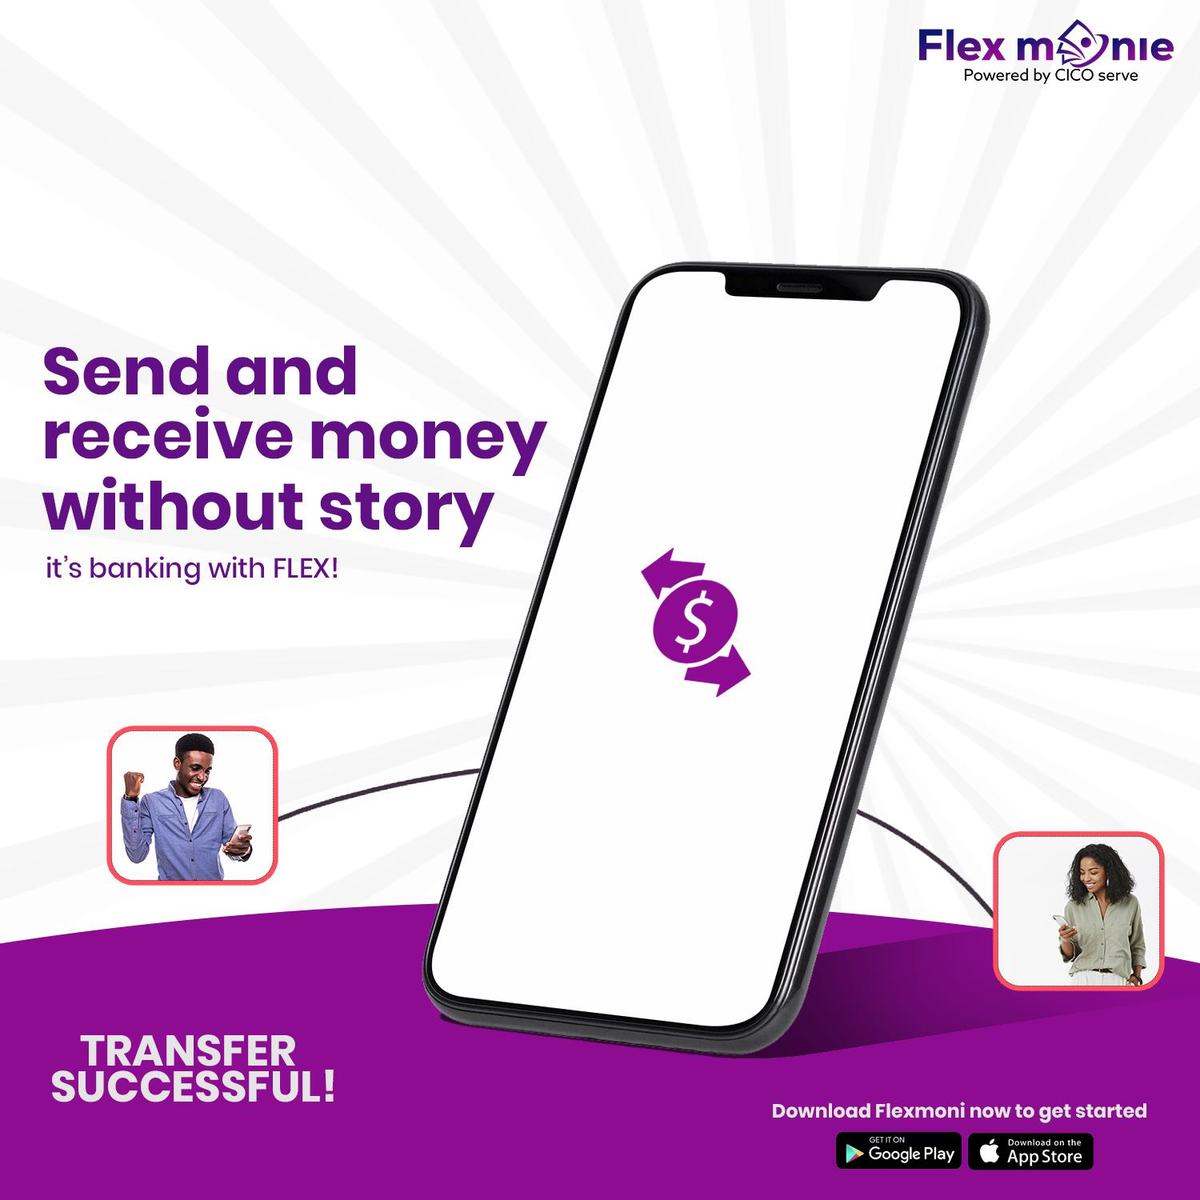 Flex monie
Powered by CICO serve
Send and
receive money
without story
it's banking with FLEX!
$
TRANSFER
SUCCESSFUL!
Download Flexmoni now to get started
GET IT ON
Google Play
Download on the
App Store